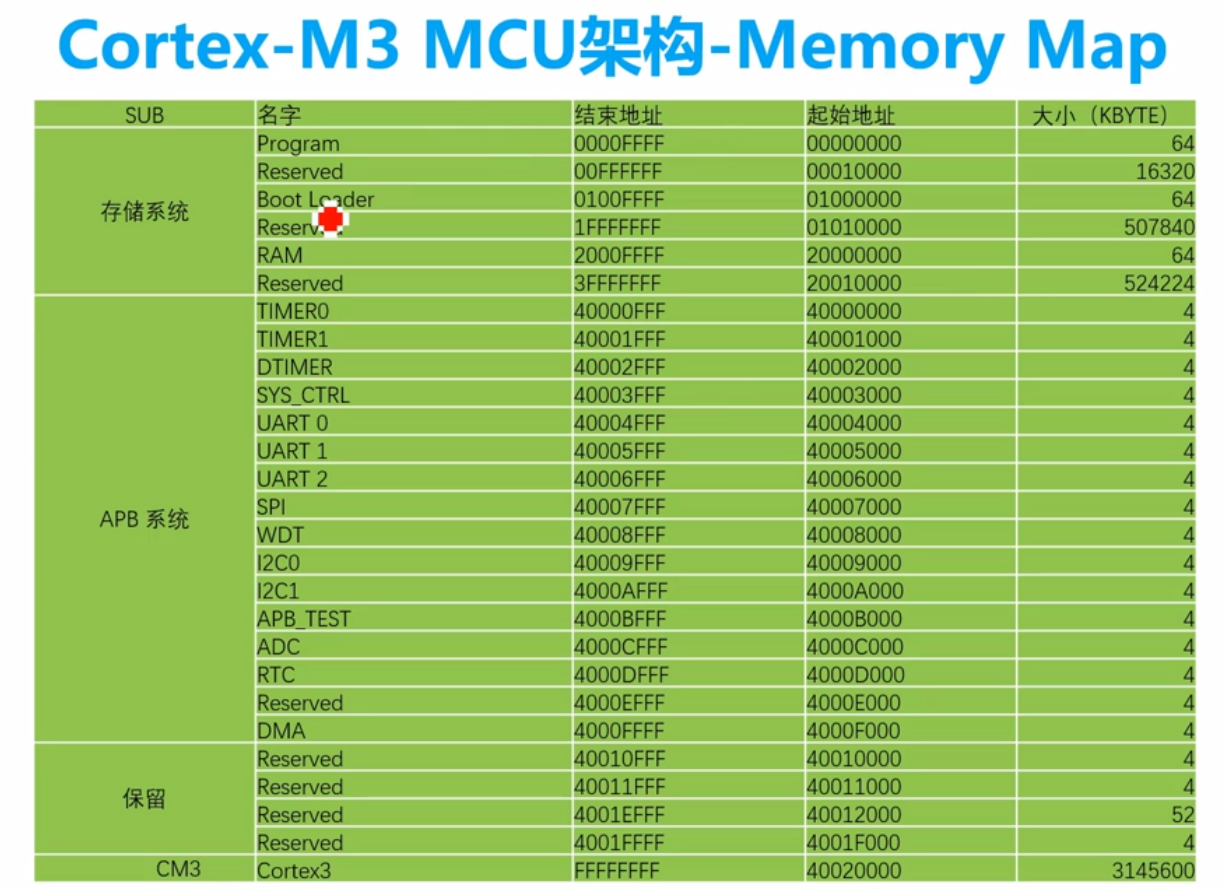 Cortex-M3 MCU架构-Memory Map
SUB 名字 结束地址 起始地址 大小（KBYTE）
存储系统
Program 0000FFFF 00000000 64
Reserved 00FFFFFF 00010000 16320
Boot Loader 0100FFFF 01000000 64
1FFFFFFF 01010000 507840
RAM 2000FFFF 20000000 64
Reserved 3FFFFFFF 20010000 524224
APB 系统
TIMER0 40000FFF 40000000 4
TIMER1 40001FFF 40001000 4
DTIMER 40002FFF 40002000 4
SYS_CTRL 40003FFF 40003000 4
UART 0 40004FFF 40004000 4
UART 1 40005FFF 40005000 4
UART 2 40006FFF 40006000 4
SPI 40007FFF 40007000 4
WDT 40008FFF 40008000 4
I2C0 40009FFF 40009000 4
I2C1 4000AFFF 4000A000 4
APB_TEST 4000BFFF 4000B000 4
ADC 4000CFFF 4000C000 4
RTC 4000DFFF 4000D000 4
Reserved 4000EFFF 4000E000 4
DMA 4000FFFF 4000F000 4
保留
Reserved 40010FFF 40010000 4
Reserved 40011FFF 40011000 4
Reserved 4001EFFF 40012000 52
Reserved 4001FFFF 4001F000 4
CM3 Cortex3 FFFFFFFF 40020000 3145600